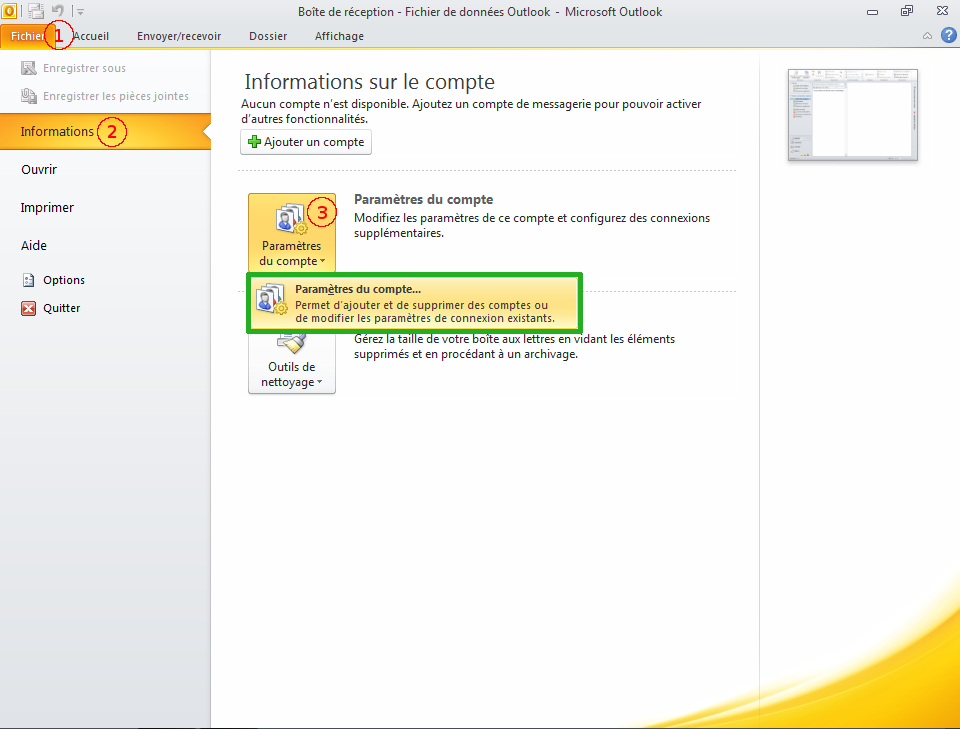 Boîte de réception - Fichier de données Outlook - Microsoft Outlook
Fichier 1 Accueil Envoyer/recevoir Dossier Affichage
Enregistrer sous
Enregistrer les pièces jointes
Informations 2
Ouvrir
Imprimer
Aide
Options
Quitter
Informations sur le compte
Aucun compte n'est disponible. Ajoutez un compte de messagerie pour pouvoir activer
d'autres fonctionnalités.
Ajouter un compte
3
Paramètres
du compte
Paramètres du compte
Modifiez les paramètres de ce compte et configurez des connexions
supplémentaires.
Paramètres du compte...
Permet d'ajouter et de supprimer des comptes ou
de modifier les paramètres de connexion existants.
Outils de
nettoyage
Gérez la taille de votre boîte aux lettres en vidant les éléments
supprimés et en procédant à un archivage.